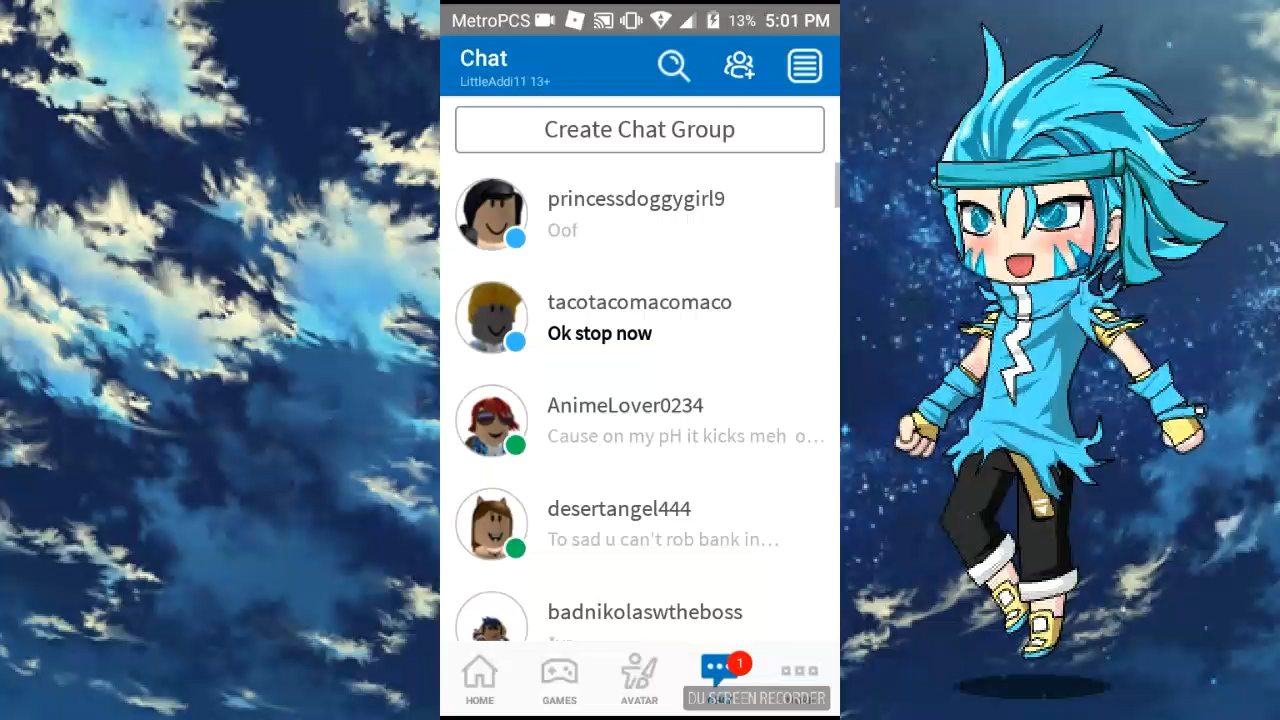 MetroPCS 13% 5:01 PM
Chat
LittleAddi11 13+
Create Chat Group
princessdoggygirl9
Oof
tacotacomacomaco
Ok stop now
AnimeLover0234
Cause on my pH it kicks meh o...
desertangel444
To sad u can't rob bank in...
badnikolaswtheboss
1
HOME GAMES AVATAR
DU SCREEN RECORDER